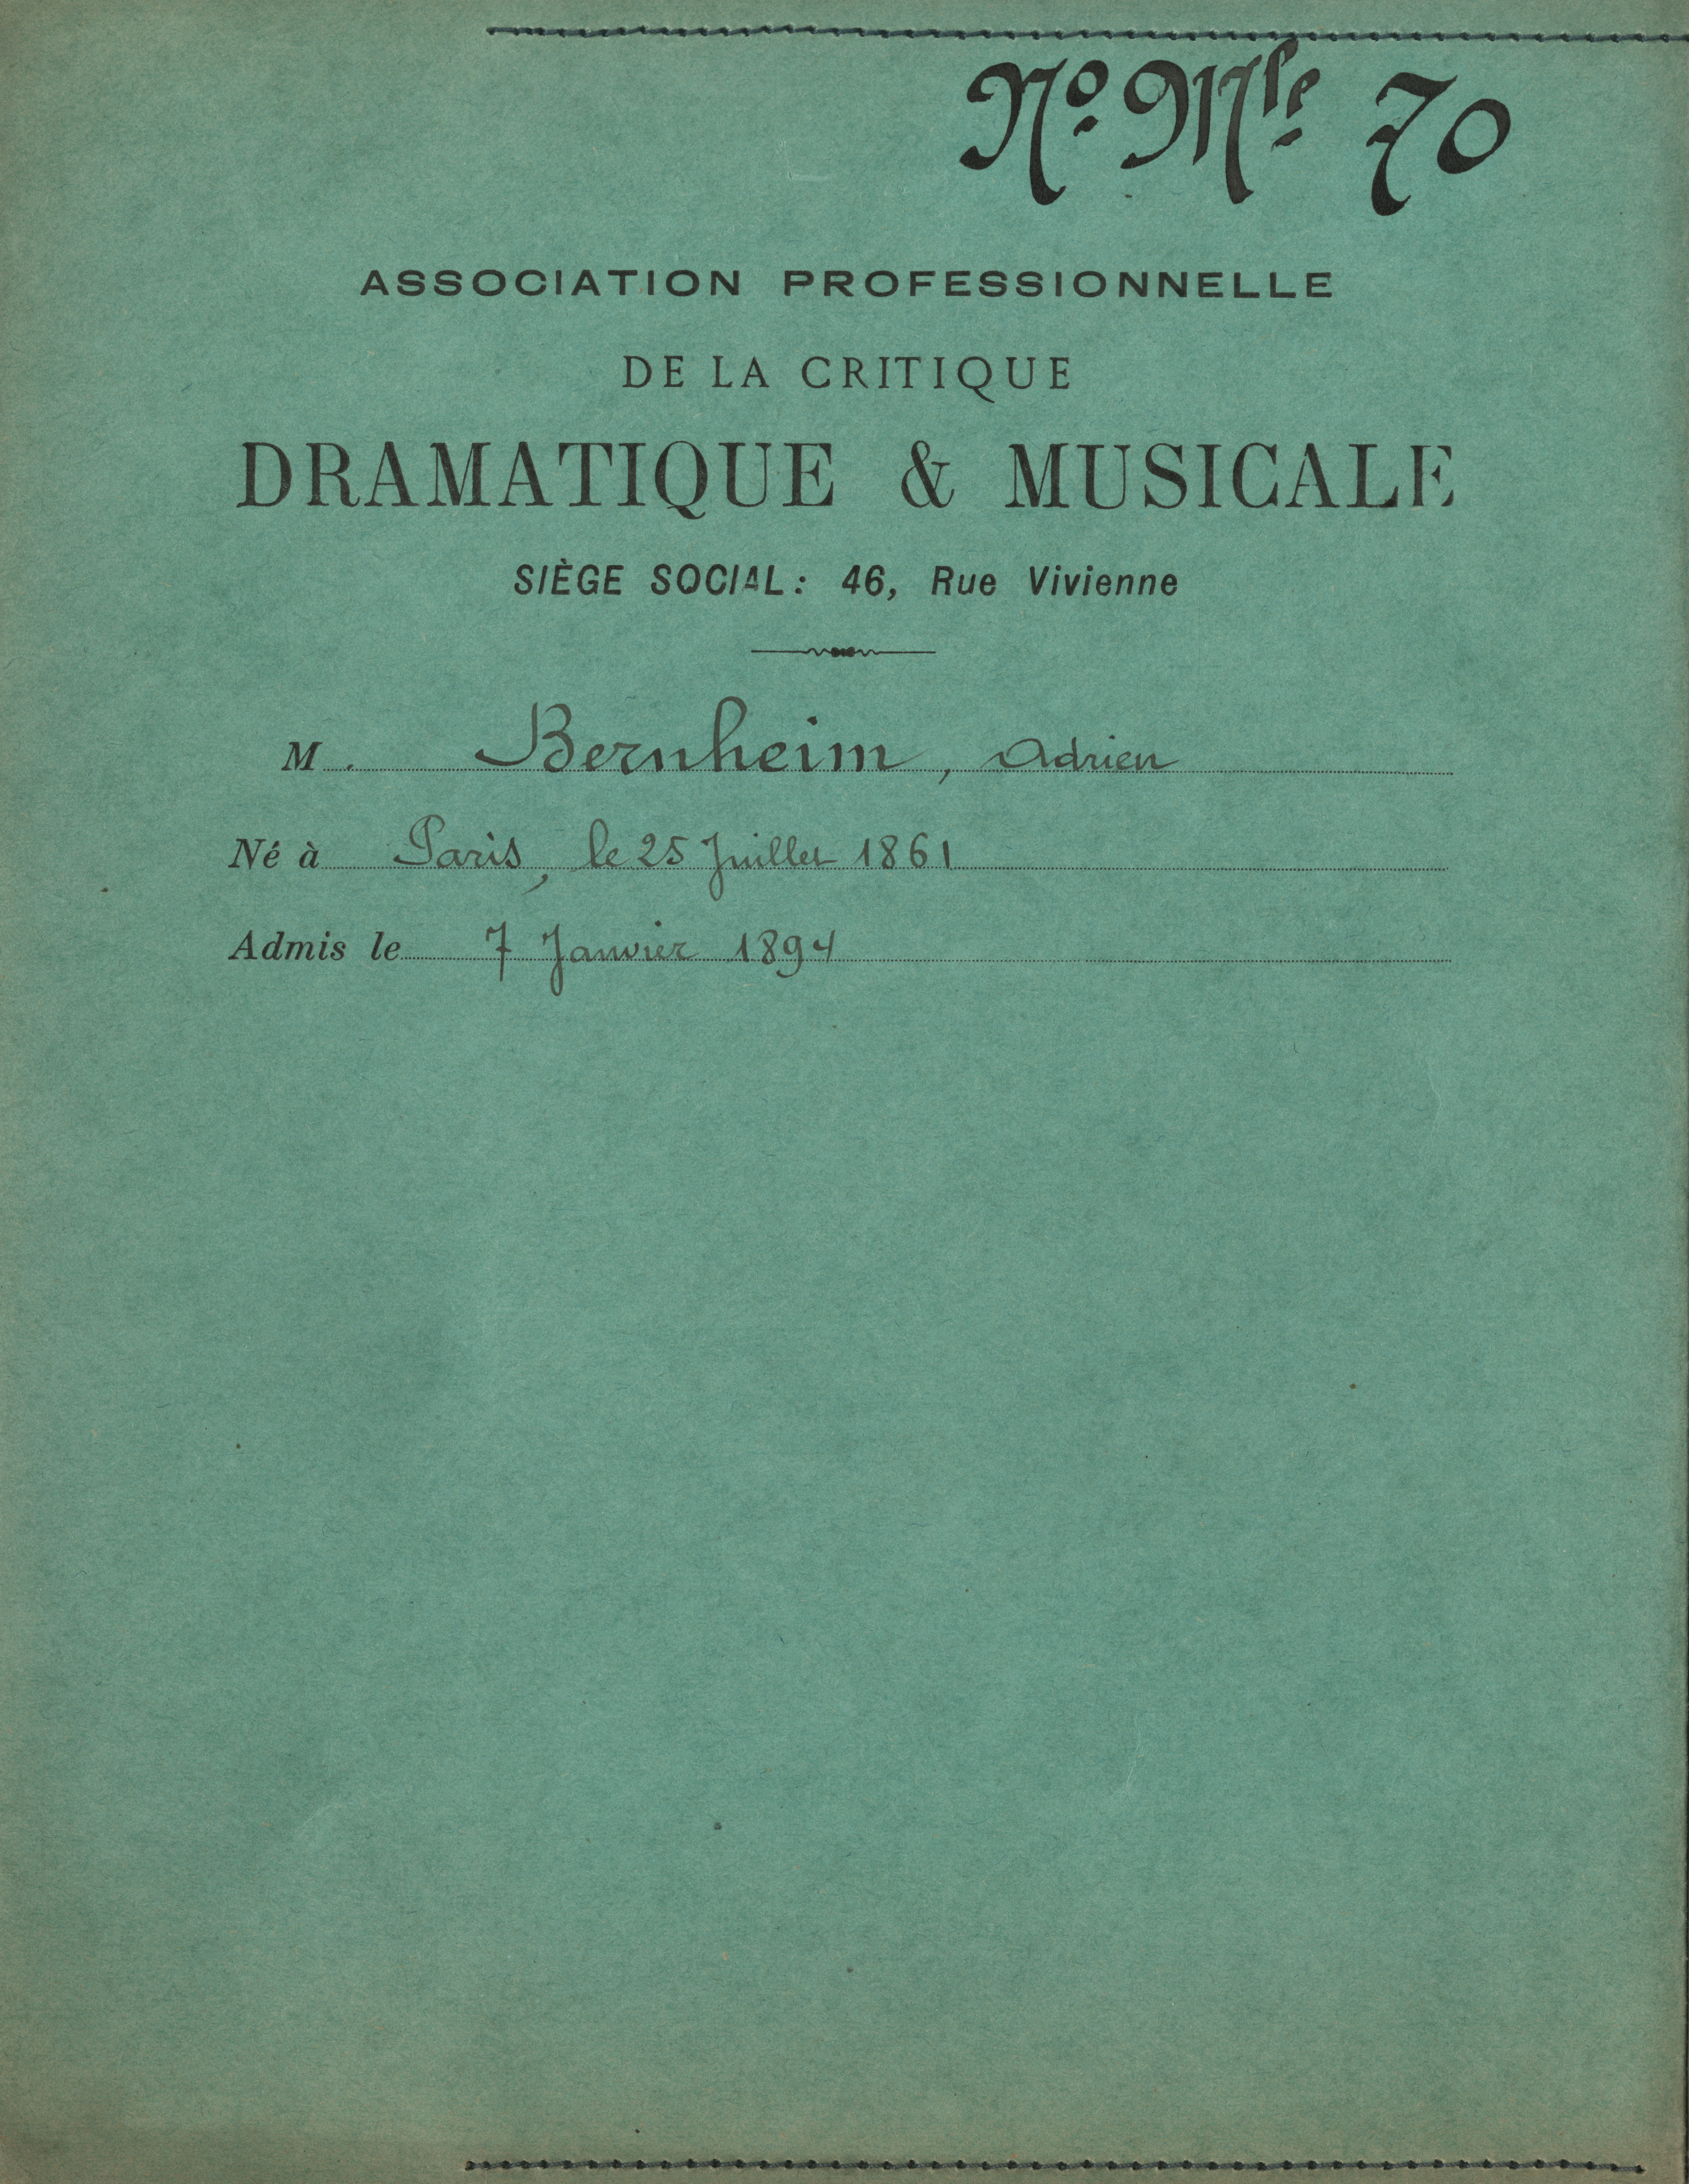 No Mle 70
ASSOCIATION PROFESSIONNELLE
DE LA CRITIQUE
DRAMATIQUE & MUSICALE
SIÈGE SOCIAL: 46, Rue Vivienne
M. Bernheim, Adrien
Né à Paris, le 25 Juillet 1861
Admis le 7 Janvier 1894